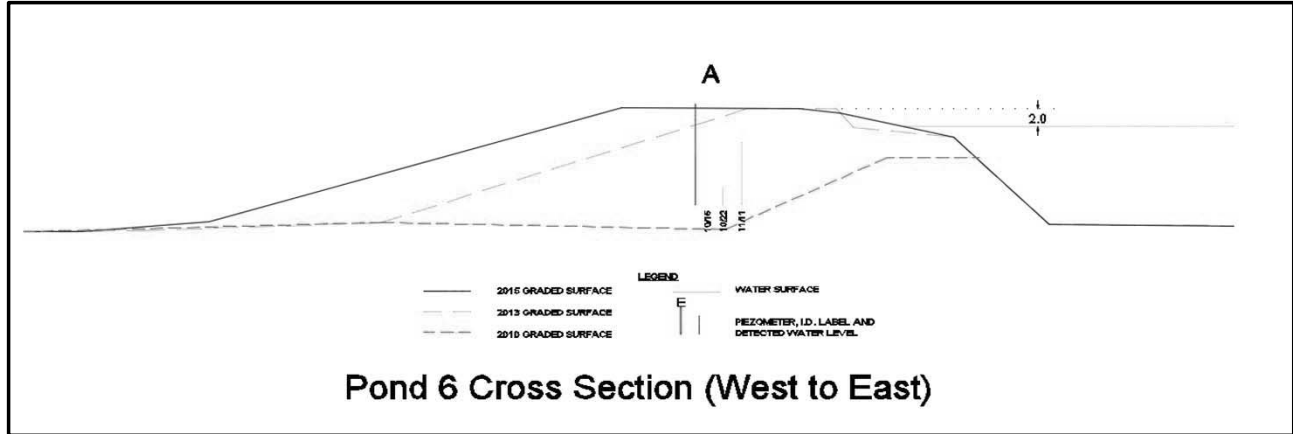 A
2.0
10/15
10/22
11/11
LEGEND
2015 GRADED SURFACE
WATER SURFACE
2013 GRADED SURFACE
E
PIEZOMETER, I.D. LABEL AND
DETECTED WATER LEVEL
2010 GRADED SURFACE
Pond 6 Cross Section (West to East)